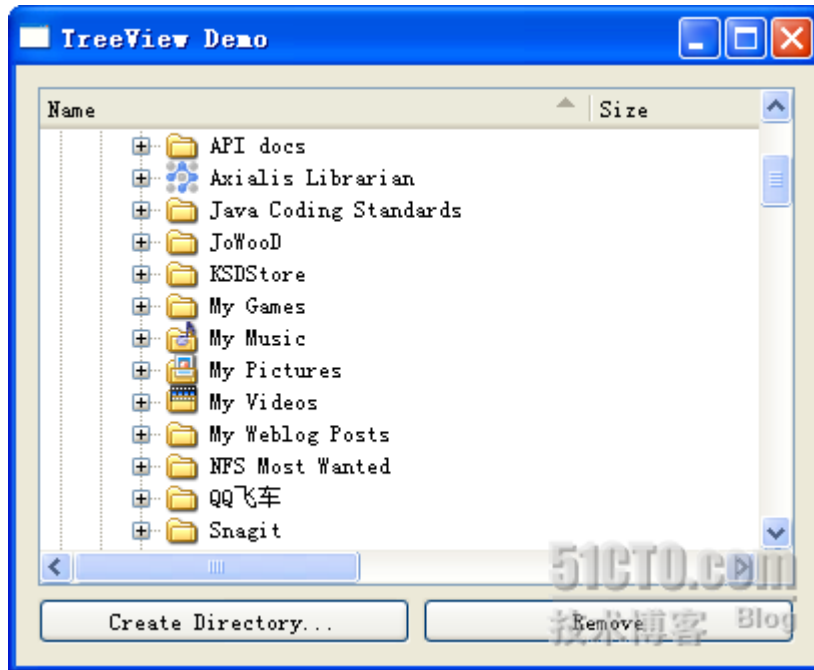 TreeView Demo
Name Size
API docs
Axialis Librarian
Java Coding Standards
JoWooD
KSDStore
My Games
My Music
My Pictures
My Videos
My Weblog Posts
NFS Most Wanted
QQ飞车
Snagit
51CTO.com
Create Directory... Remove
技术博客 Blog